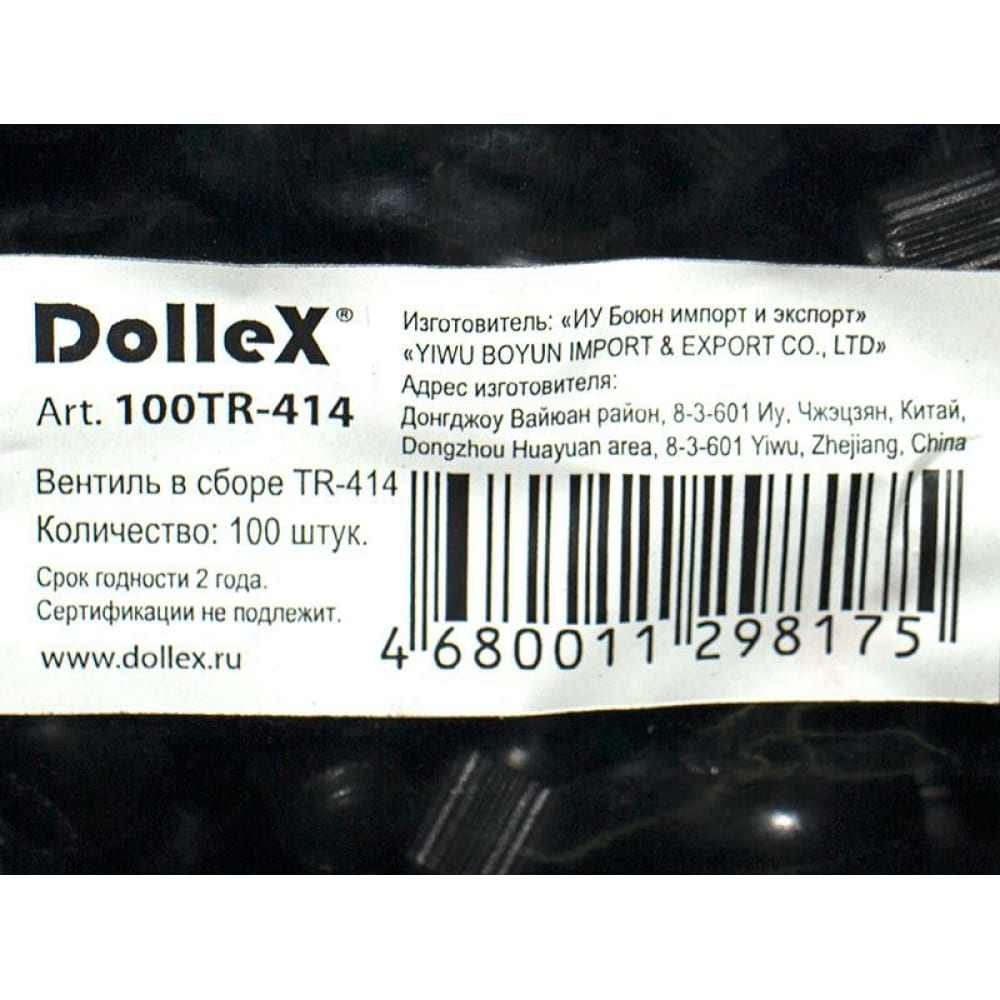 DolleX®
Art. 100TR-414
Вентиль в сборе TR-414
Количество: 100 штук.
Срок годности 2 года.
Сертификации не подлежит.
www.dollex.ru
Изготовитель: «ИУ Боюн импорт и экспорт»
«YIWU BOYUN IMPORT & EXPORT CO., LTD»
Адрес изготовителя:
Донгджоу Вайюан район, 8-3-601 Иу, Чжэцзян, Китай,
Dongzhou Huayuan area, 8-3-601 Yiwu, Zhejiang, China
4 680011 298175